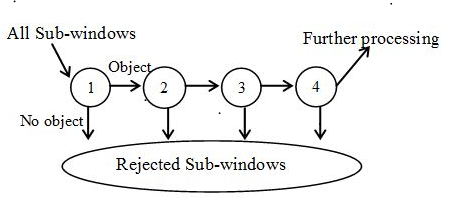 All Sub-windows
Further processing
Object
1
2
3
4
No object
Rejected Sub-windows